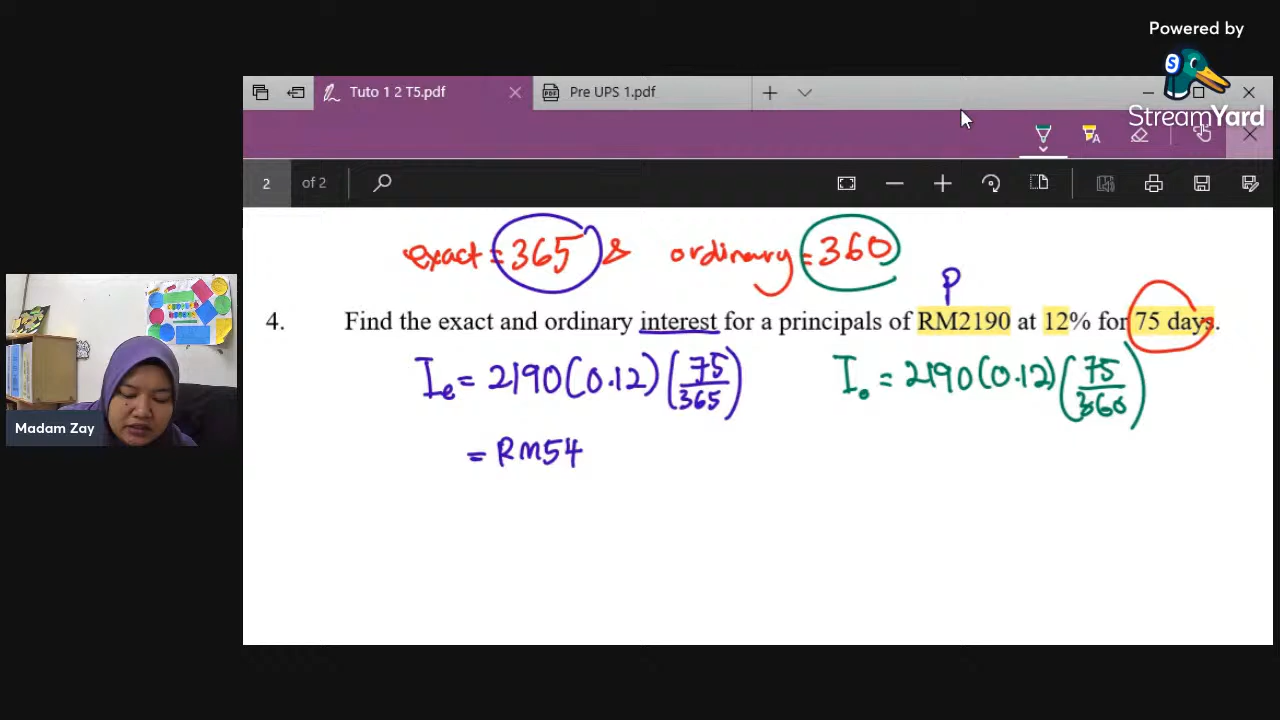 Powered by
StreamYard
Tuto 1 2 T5.pdf
Pre UPS 1.pdf
2 of 2
exact = 365 & ordinary = 360
P
4. Find the exact and ordinary interest for a principals of RM2190 at 12% for 75 days.
Ie = 2190(0.12)(75/365)
Io = 2190(0.12)(75/360)
= RM54
Madam Zay